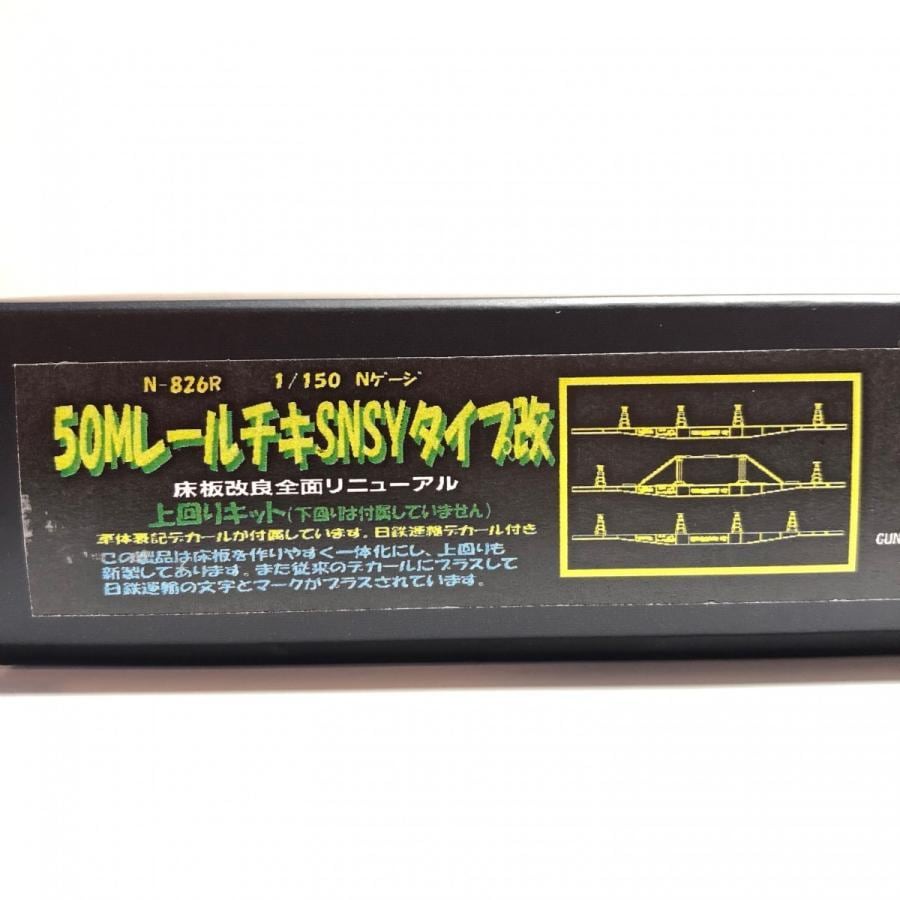 N-826R 1/150 Nゲージ
50MレールチキSNSYタイプ改
床板改良全面リニューアル
上回りキット(下回りは付属していません)
車体表記デカールが付属しています。日鉄運輸デカール付き
この製品は床板を作りやすく一体化にし、上回りも
新製してあります。また従来のデカールにプラスして
日鉄運輸の文字とマークがプラスされています。
GUN